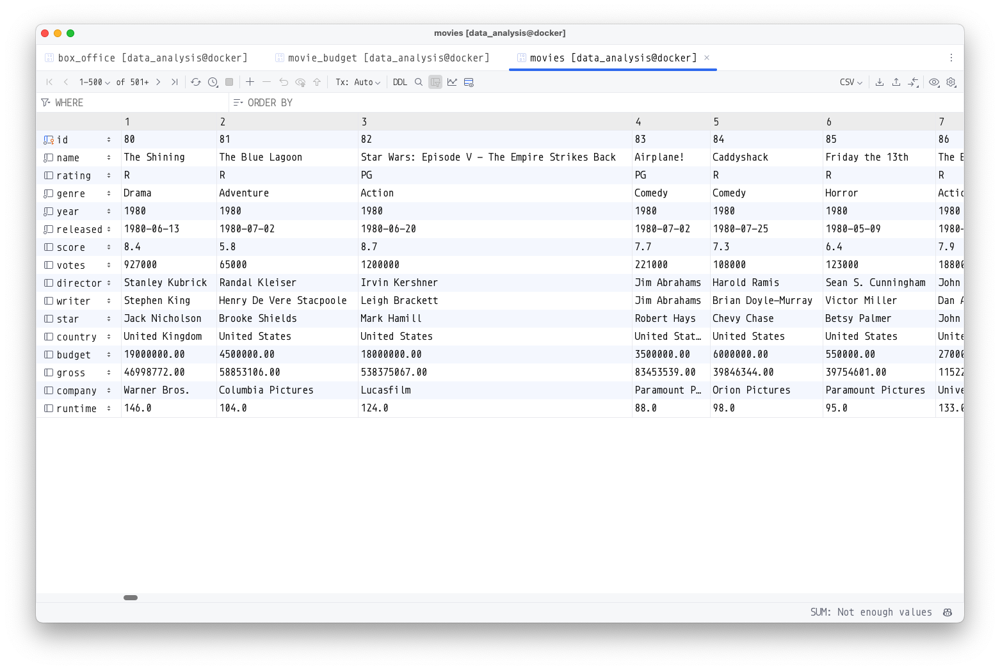 movies [data_analysis@docker]
box_office [data_analysis@docker] movie_budget [data_analysis@docker] movies [data_analysis@docker]
1-500 of 501+ Tx: Auto DDL CSV
WHERE ORDER BY
1 2 3 4 5 6 7
id 80 81 82 83 84 85 86
name The Shining The Blue Lagoon Star Wars: Episode V - The Empire Strikes Back Airplane! Caddyshack Friday the 13th The
rating R R PG PG R R R
genre Drama Adventure Action Comedy Comedy Horror Actio
year 1980 1980 1980 1980 1980 1980 1980
released 1980-06-13 1980-07-02 1980-06-20 1980-07-02 1980-07-25 1980-05-09 1980-
score 8.4 5.8 8.7 7.7 7.3 6.4 7.9
votes 927000 65000 1200000 221000 108000 123000 18800
director Stanley Kubrick Randal Kleiser Irvin Kershner Jim Abrahams Harold Ramis Sean S. Cunningham John
writer Stephen King Henry De Vere Stacpoole Leigh Brackett Jim Abrahams Brian Doyle-Murray Victor Miller Dan
star Jack Nicholson Brooke Shields Mark Hamill Robert Hays Chevy Chase Betsy Palmer John
country United Kingdom United States United States United Stat… United States United States Unite
budget 19000000.00 4500000.00 18000000.00 3500000.00 6000000.00 550000.00 27000
gross 46998772.00 58853106.00 538375067.00 83453539.00 39846344.00 39754601.00 11522
company Warner Bros. Columbia Pictures Lucasfilm Paramount P… Orion Pictures Paramount Pictures Unive
runtime 146.0 104.0 124.0 88.0 98.0 95.0 133.0
SUM: Not enough values